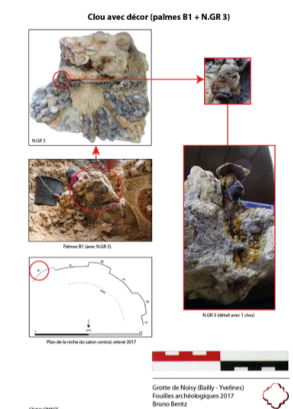 Clou avec décor (palmes B1 + N.GR 3)
N.GR 3
Palmes B1 (avec N.GR 3)
N.GR 3 (détail avec 1 clou)
Plan de la niche du salon central, relevé 2017
Grotte de Noisy (Bailly - Yvelines)
Fouilles archéologiques 2017
Bruno Bentz